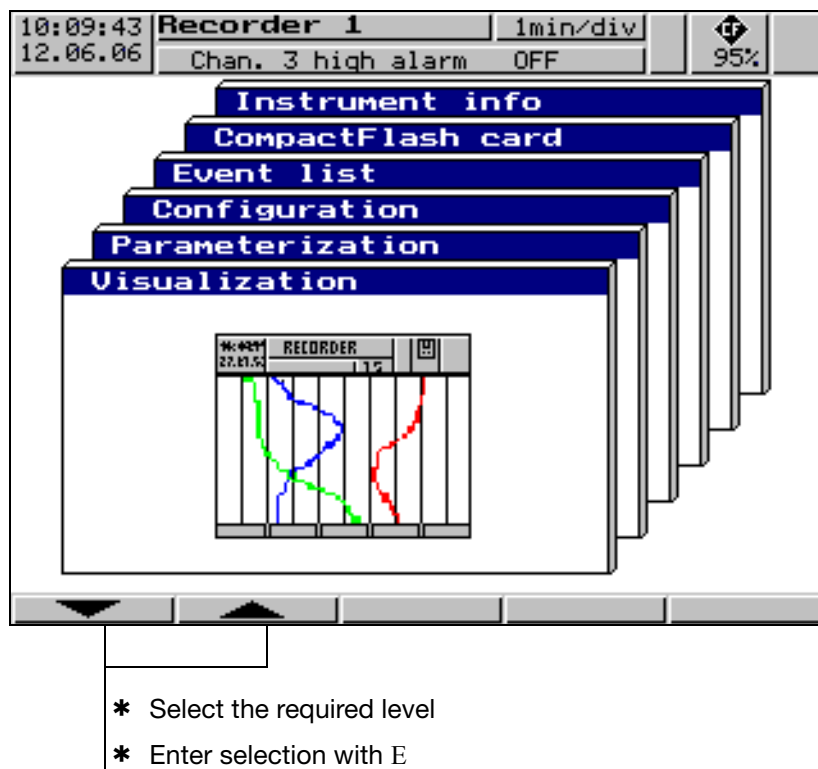 10:09:43 Recorder 1 1min/div CF
12.06.06 Chan. 3 high alarm OFF 95%
Instrument info
CompactFlash card
Event list
Configuration
Parameterization
Visualization
RECORDER
✱ Select the required level
✱ Enter selection with E